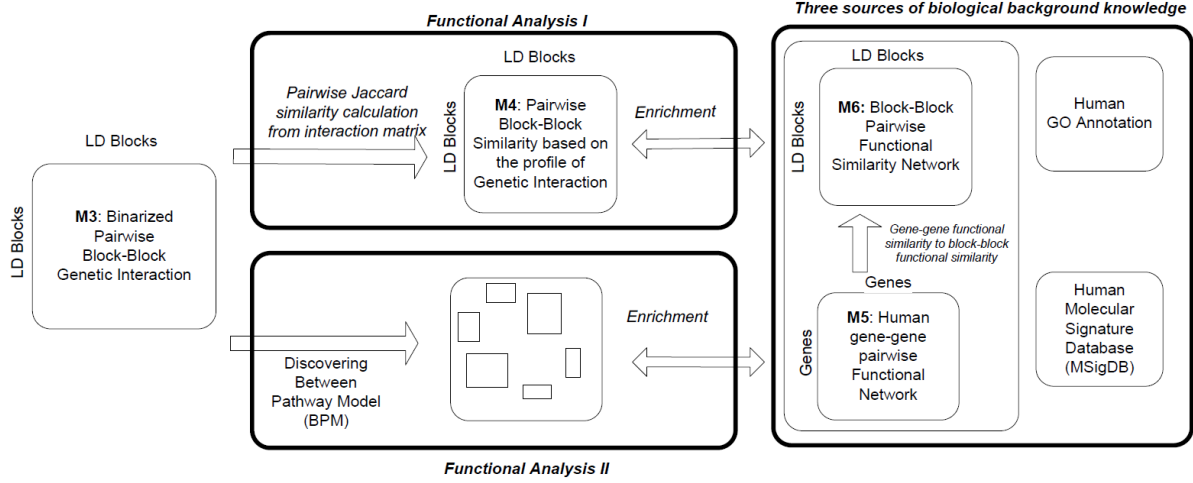 Three sources of biological background knowledge
Functional Analysis I
LD Blocks
Pairwise Jaccard
similarity calculation
from interaction matrix
LD Blocks
M4: Pairwise
Block-Block
Similarity based on
the profile of
Genetic Interaction
Enrichment
LD Blocks
LD Blocks
M3: Binarized
Pairwise
Block-Block
Genetic Interaction
LD Blocks
LD Blocks
M6: Block-Block
Pairwise
Functional
Similarity Network
Human
GO Annotation
Gene-gene functional
similarity to block-block
functional similarity
Genes
Genes
M5: Human
gene-gene
pairwise
Functional
Network
Human
Molecular
Signature
Database
(MSigDB)
Enrichment
Discovering
Between
Pathway Model
(BPM)
Functional Analysis II